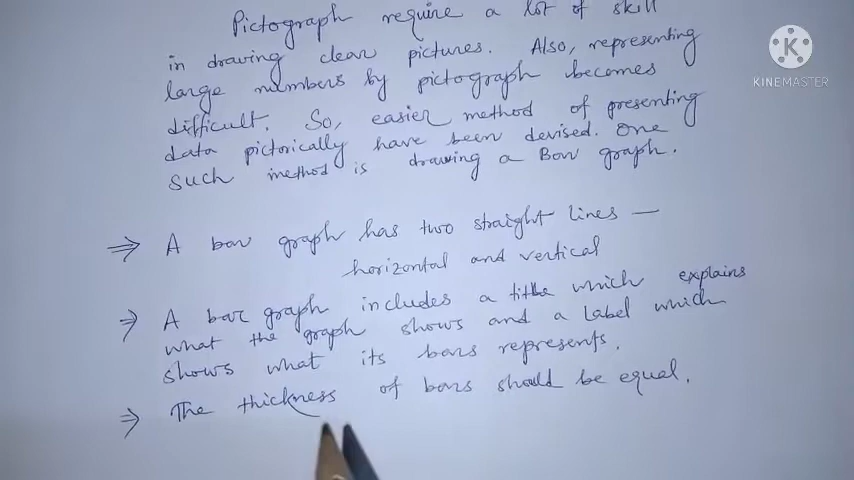 Pictograph require a lot of skill
in drawing clear pictures. Also, representing
large numbers by pictograph becomes
difficult. So, easier method of presenting
data pictorically have been devised. One
such method is drawing a Bar graph.
⇒ A bar graph has two straight lines —
horizontal and vertical
⇒ A bar graph includes a title which explains
what the graph shows and a Label which
shows what its bars represents.
⇒ The thickness of bars should be equal.
KINEMASTER